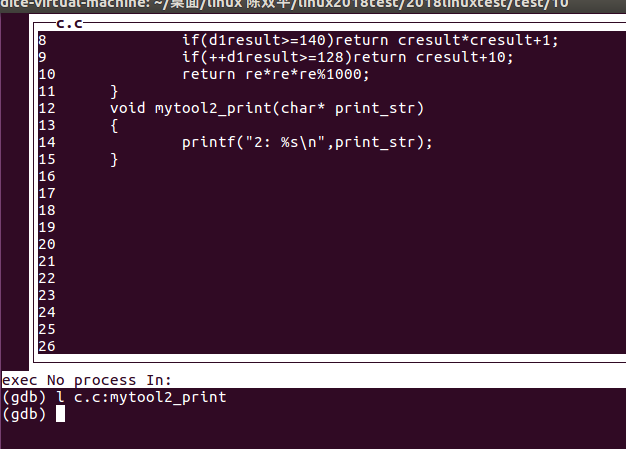 dice-virtual-machine: ~/桌面/linux 陈双平/linux2018test/2018linuxtest/test/10
c.c
8 if(d1result>=140)return cresult*cresult+1;
9 if(++d1result>=128)return cresult+10;
10 return re*re*re%1000;
11 }
12 void mytool2_print(char* print_str)
13 {
14 printf("2: %s\n",print_str);
15 }
16
17
18
19
20
21
22
23
24
25
26
exec No process In:
(gdb) l c.c:mytool2_print
(gdb)